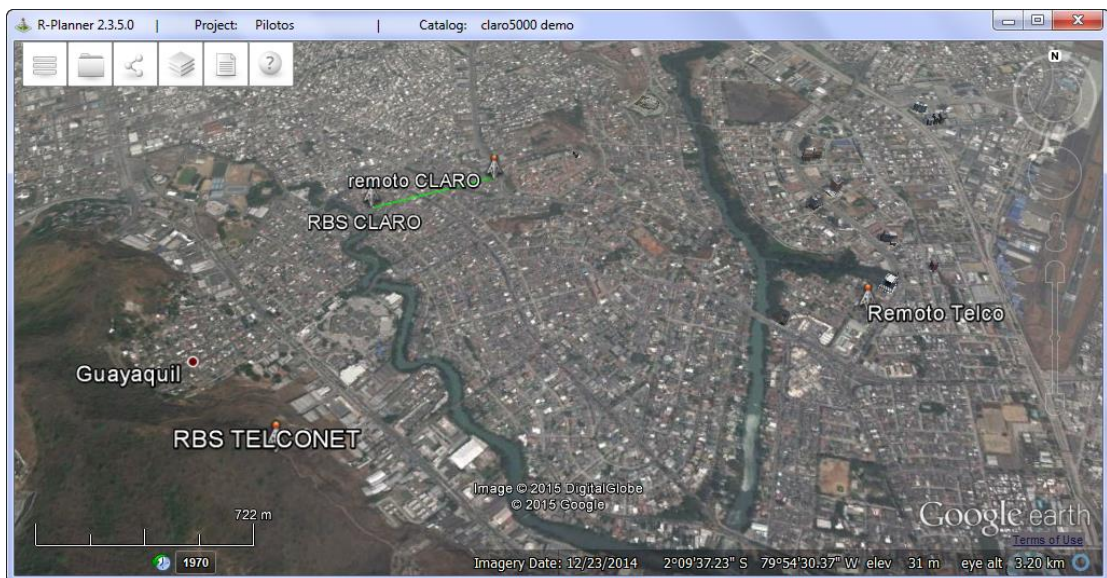 R-Planner 2.3.5.0 | Project: Pilotos | Catalog: claro5000 demo
N
remoto CLARO
RBS CLARO
Remoto Telco
Guayaquil
RBS TELCONET
Image © 2015 DigitalGlobe
© 2015 Google
Google earth
722 m
Terms of Use
1970
Imagery Date: 12/23/2014 2°09'37.23" S 79°54'30.37" W elev 31 m eye alt 3.20 km